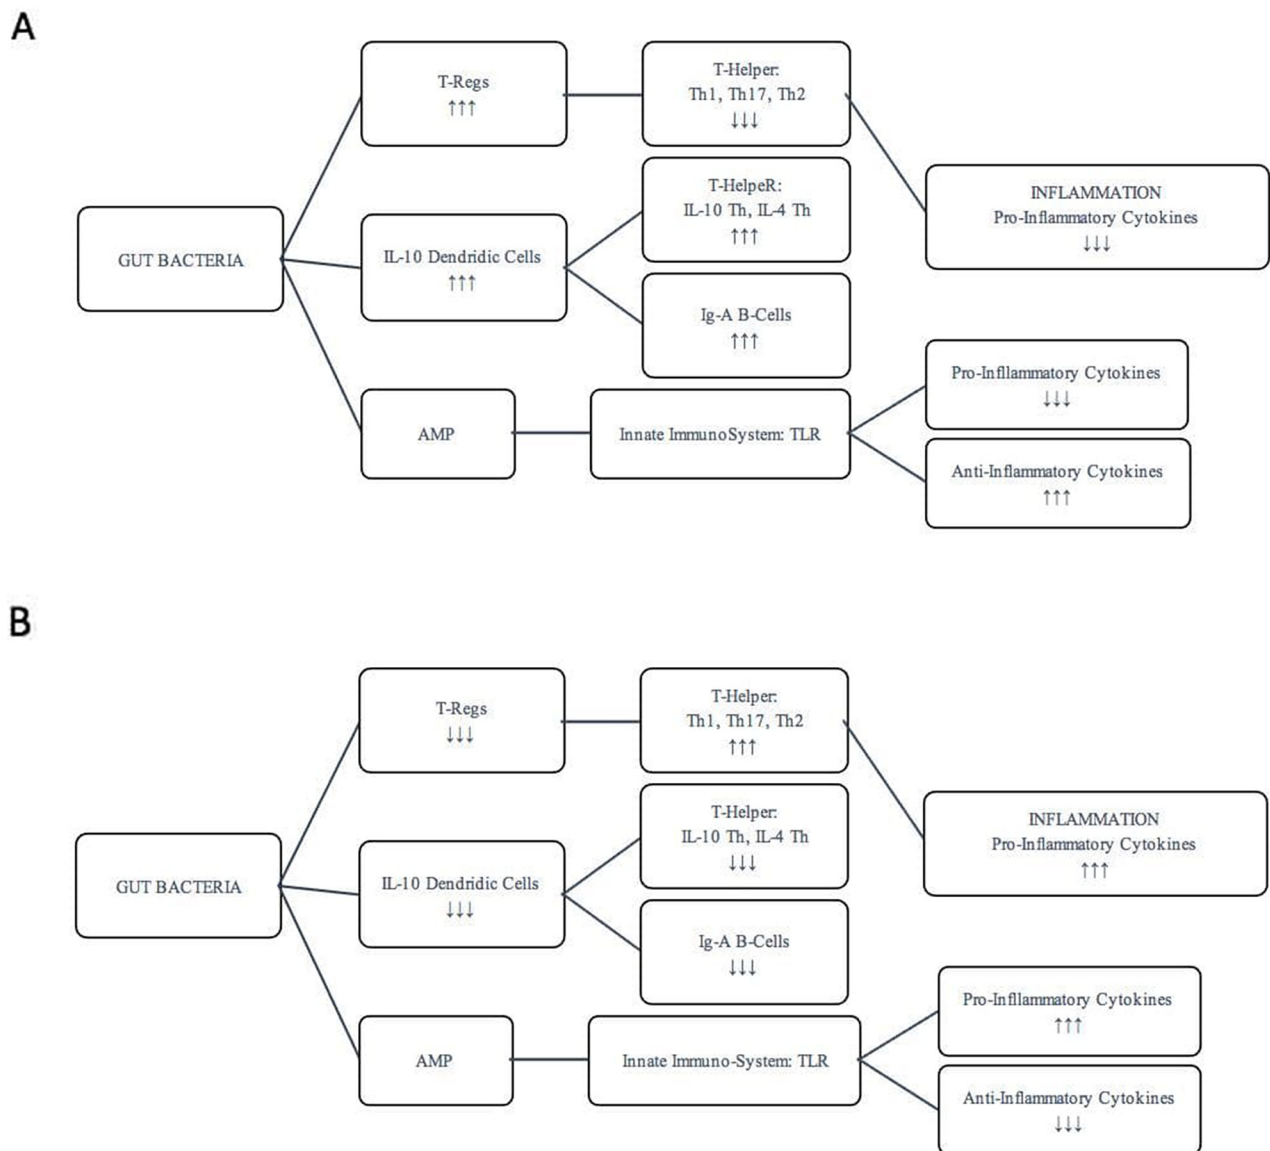 A
T-Regs
↑↑↑
T-Helper:
Th1, Th17, Th2
↓↓↓
T-HelpeR:
IL-10 Th, IL-4 Th
↑↑↑
INFLAMMATION
Pro-Inflammatory Cytokines
↓↓↓
GUT BACTERIA
IL-10 Dendridic Cells
↑↑↑
Ig-A B-Cells
↑↑↑
Pro-Infllammatory Cytokines
↓↓↓
AMP
Innate ImmunoSystem: TLR
Anti-Inflammatory Cytokines
↑↑↑
B
T-Regs
↓↓↓
T-Helper:
Th1, Th17, Th2
↑↑↑
T-Helper:
IL-10 Th, IL-4 Th
↓↓↓
INFLAMMATION
Pro-Inflammatory Cytokines
↑↑↑
GUT BACTERIA
IL-10 Dendridic Cells
↓↓↓
Ig-A B-Cells
↓↓↓
Pro-Infllammatory Cytokines
↑↑↑
AMP
Innate Immuno-System: TLR
Anti-Inflammatory Cytokines
↓↓↓